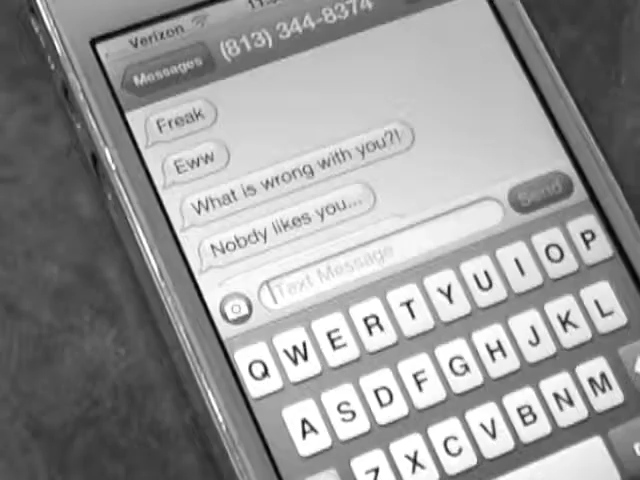 Verizon
(813) 344-8374
Messages
Freak
Eww
What is wrong with you?!
Nobdy likes you...
Send
Text Message
Q W E R T Y U I O P
A S D F G H J K L
Z X C V B N M